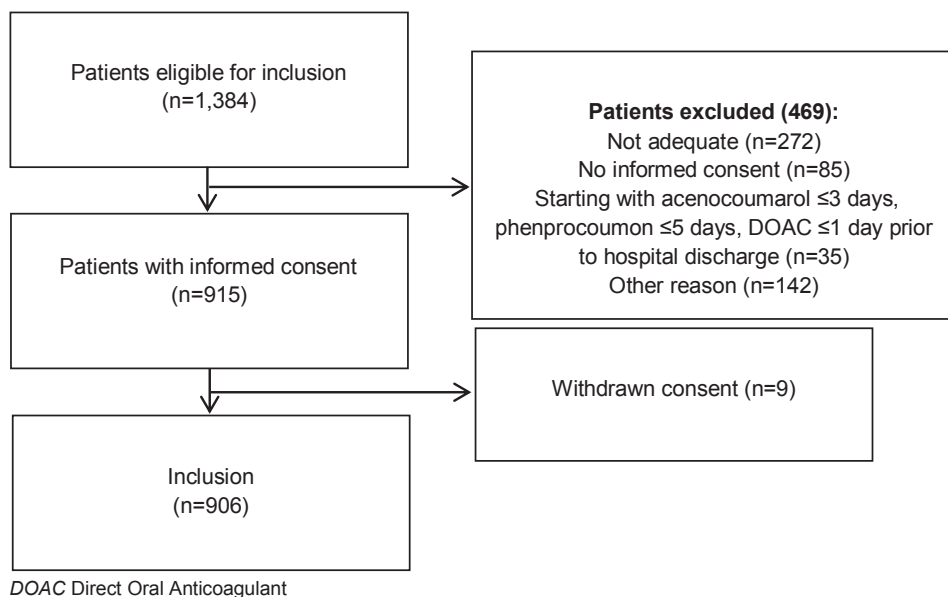 Patients eligible for inclusion
(n=1,384)
Patients excluded (469):
Not adequate (n=272)
No informed consent (n=85)
Starting with acenocoumarol ≤3 days,
phenprocoumon ≤5 days, DOAC ≤1 day prior
to hospital discharge (n=35)
Other reason (n=142)
Patients with informed consent
(n=915)
Withdrawn consent (n=9)
Inclusion
(n=906)
DOAC Direct Oral Anticoagulant